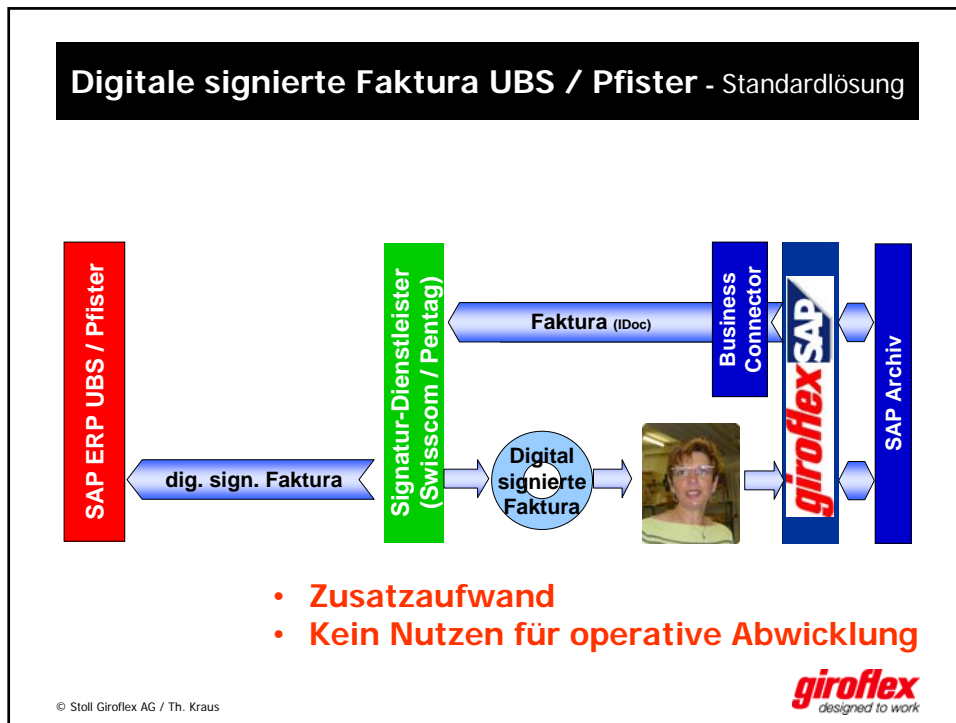 Digitale signierte Faktura UBS / Pfister - Standardlösung
SAP ERP UBS / Pfister
dig. sign. Faktura
Signatur-Dienstleister
(Swisscom / Pentag)
Faktura (IDoc)
Digital
signierte
Faktura
Business
Connector
giroflex SAP
SAP Archiv
• Zusatzaufwand
• Kein Nutzen für operative Abwicklung
© Stoll Giroflex AG / Th. Kraus
giroflex
designed to work